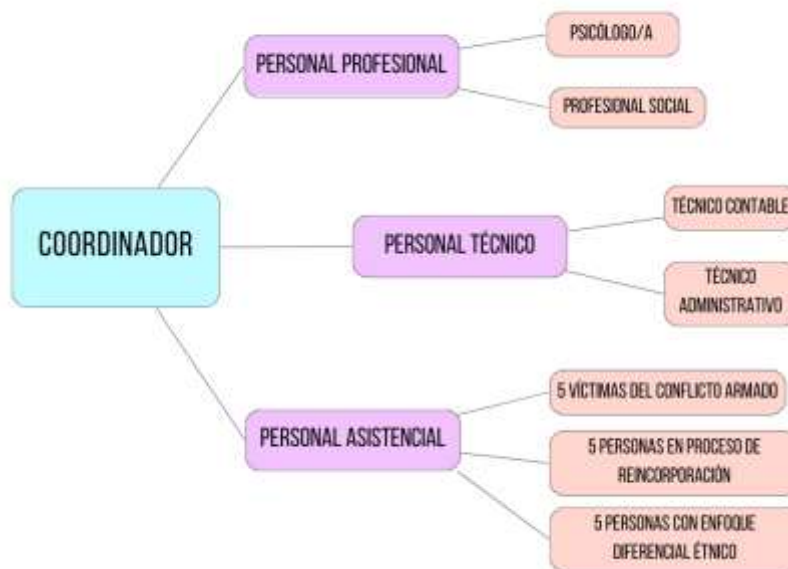 COORDINADOR
PERSONAL PROFESIONAL
PSICÓLOGO/A
PROFESIONAL SOCIAL
PERSONAL TÉCNICO
TÉCNICO CONTABLE
TÉCNICO
ADMINISTRATIVO
PERSONAL ASISTENCIAL
5 VÍCTIMAS DEL CONFLICTO ARMADO
5 PERSONAS EN PROCESO DE
REINCORPORACIÓN
5 PERSONAS CON ENFOQUE
DIFERENCIAL ÉTNICO